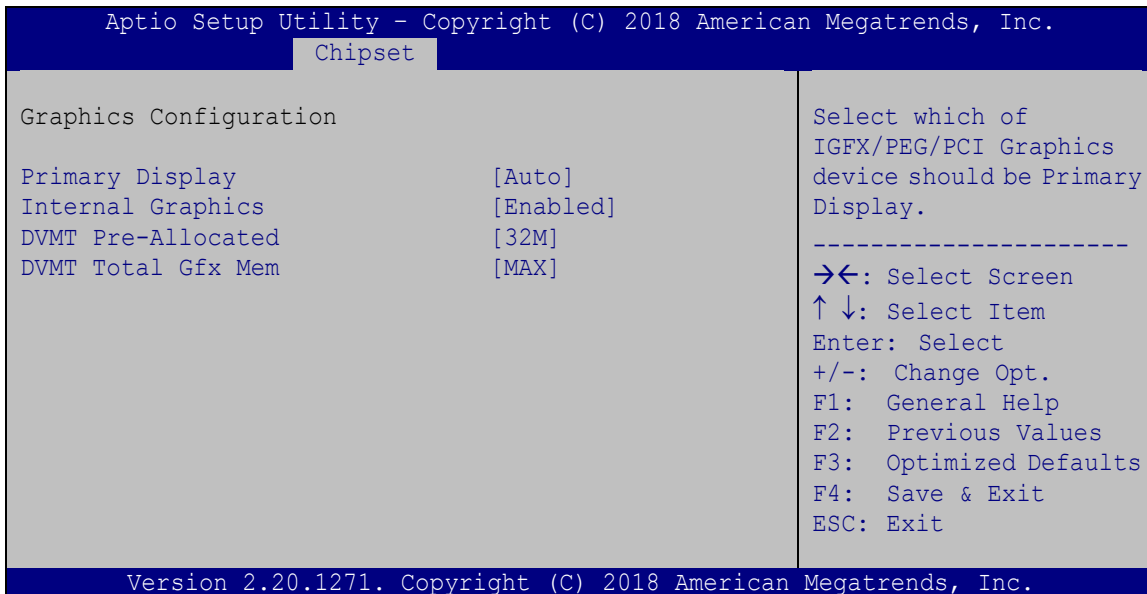 Aptio Setup Utility – Copyright (C) 2018 American Megatrends, Inc.
Chipset
Graphics Configuration
Primary Display [Auto]
Internal Graphics [Enabled]
DVMT Pre-Allocated [32M]
DVMT Total Gfx Mem [MAX]
Select which of
IGFX/PEG/PCI Graphics
device should be Primary
Display.
----------------------
→←: Select Screen
↑ ↓: Select Item
Enter: Select
+/-: Change Opt.
F1: General Help
F2: Previous Values
F3: Optimized Defaults
F4: Save & Exit
ESC: Exit
Version 2.20.1271. Copyright (C) 2018 American Megatrends, Inc.